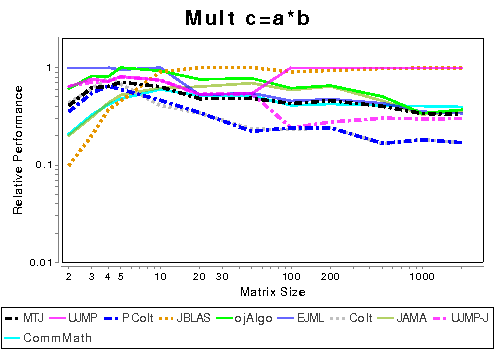 Mult c=a*b
Relative Performance
1
0.1
0.01
2 3 4 5 10 20 30 100 200 1000
Matrix Size
MTJ UJMP PColt JBLAS ojAlgo EJML Colt JAMA UJMP-J
CommMath